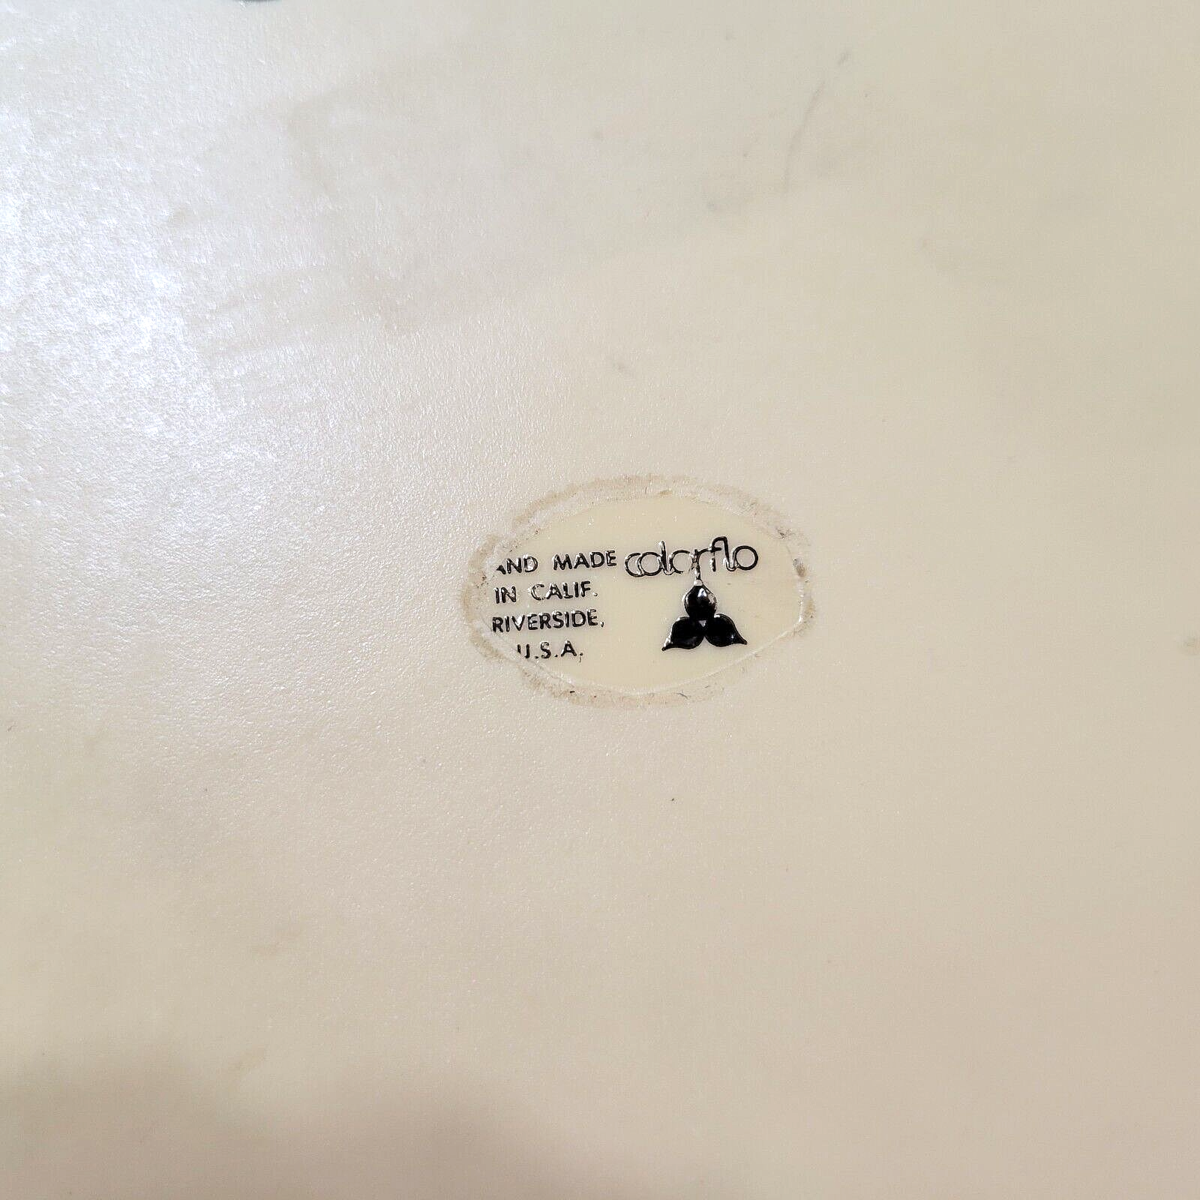 AND MADE colorflo
IN CALIF.
RIVERSIDE,
U.S.A.